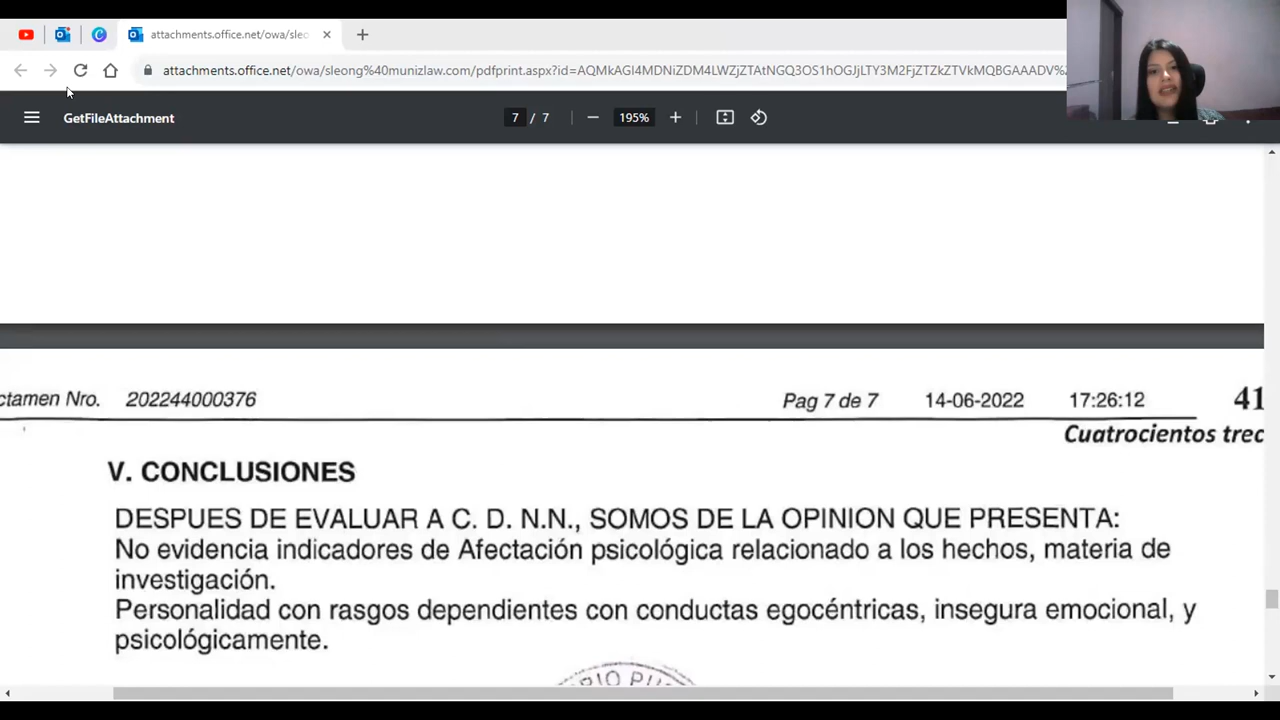 attachments.office.net/owa/sleo
attachments.office.net/owa/sleong%40munizlaw.com/pdfprint.aspx?id=AQMkAGI4MDNiZDM4LWZjZTAtNGQ3OS1hOGJjLTY3M2FjZTZkZTVkMQBGAAADV%
GetFileAttachment
7 / 7
195%
ctamen Nro. 202244000376 Pag 7 de 7 14-06-2022 17:26:12 41
Cuatrocientos trec
V. CONCLUSIONES
DESPUES DE EVALUAR A C. D. N.N., SOMOS DE LA OPINION QUE PRESENTA:
No evidencia indicadores de Afectación psicológica relacionado a los hechos, materia de
investigación.
Personalidad con rasgos dependientes con conductas egocéntricas, insegura emocional, y
psicológicamente.